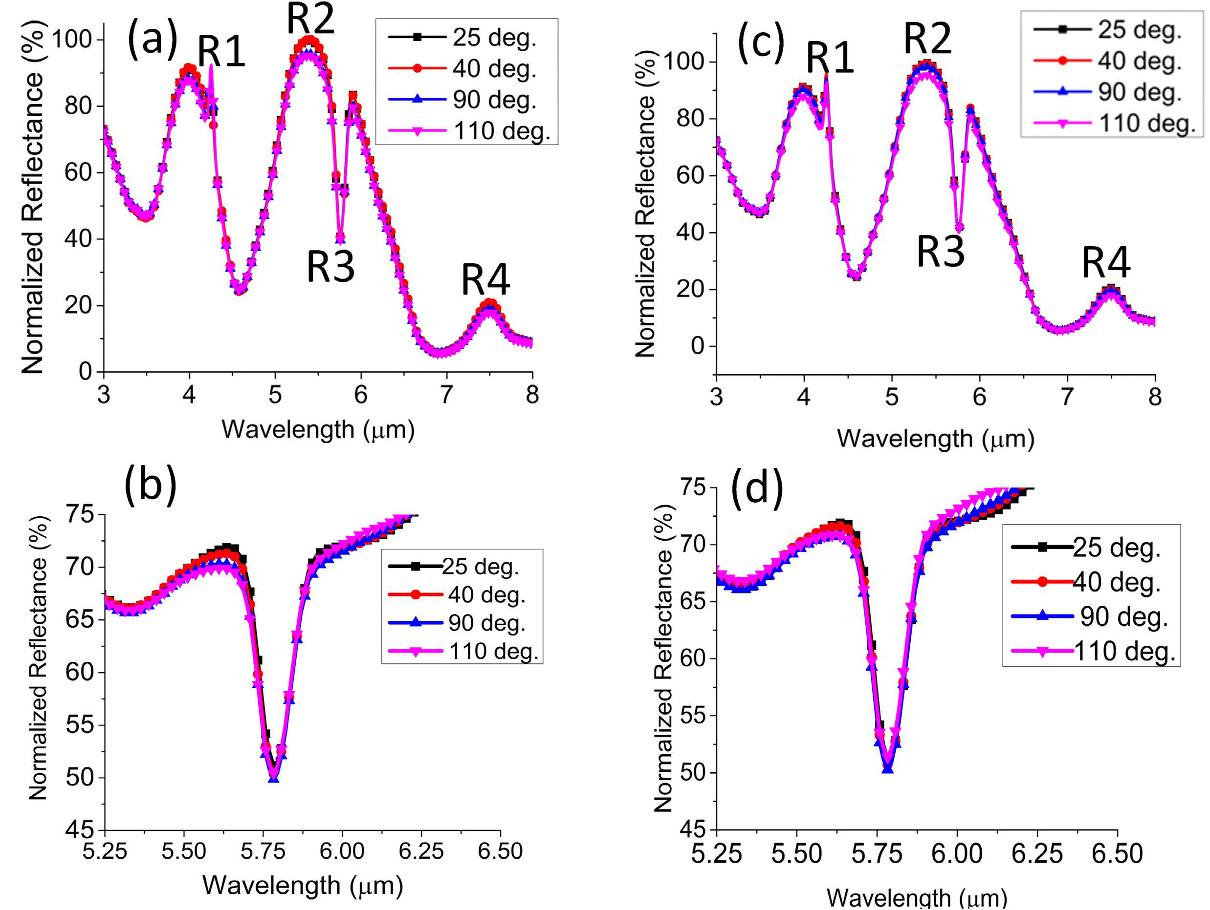 (a)
R1
R2
R3
R4
25 deg.
40 deg.
90 deg.
110 deg.
Normalized Reflectance (%)
100
80
60
40
20
0
3 4 5 6 7 8
Wavelength (μm)
(c)
R1
R2
R3
R4
25 deg.
40 deg.
90 deg.
110 deg.
Normalized Reflectance (%)
100
80
60
40
20
0
3 4 5 6 7 8
Wavelength (μm)
(b)
25 deg.
40 deg.
90 deg.
110 deg.
Normalized Reflectance (%)
75
70
65
60
55
50
45
5.25 5.50 5.75 6.00 6.25 6.50
Wavelength (μm)
(d)
25 deg.
40 deg.
90 deg.
110 deg.
Normalized Reflectance (%)
75
70
65
60
55
50
45
5.25 5.50 5.75 6.00 6.25 6.50
Wavelength (μm)